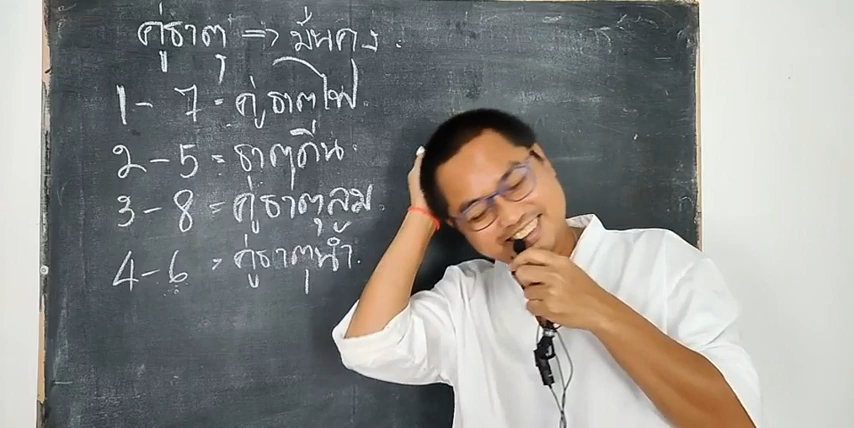 คู่ธาตุ => มั่นคง.
1 - 7 = คู่ธาตุไฟ.
2 - 5 = ธาตุดิน.
3 - 8 = คู่ธาตุลม
4 - 6 = คู่ธาตุน้ำ.